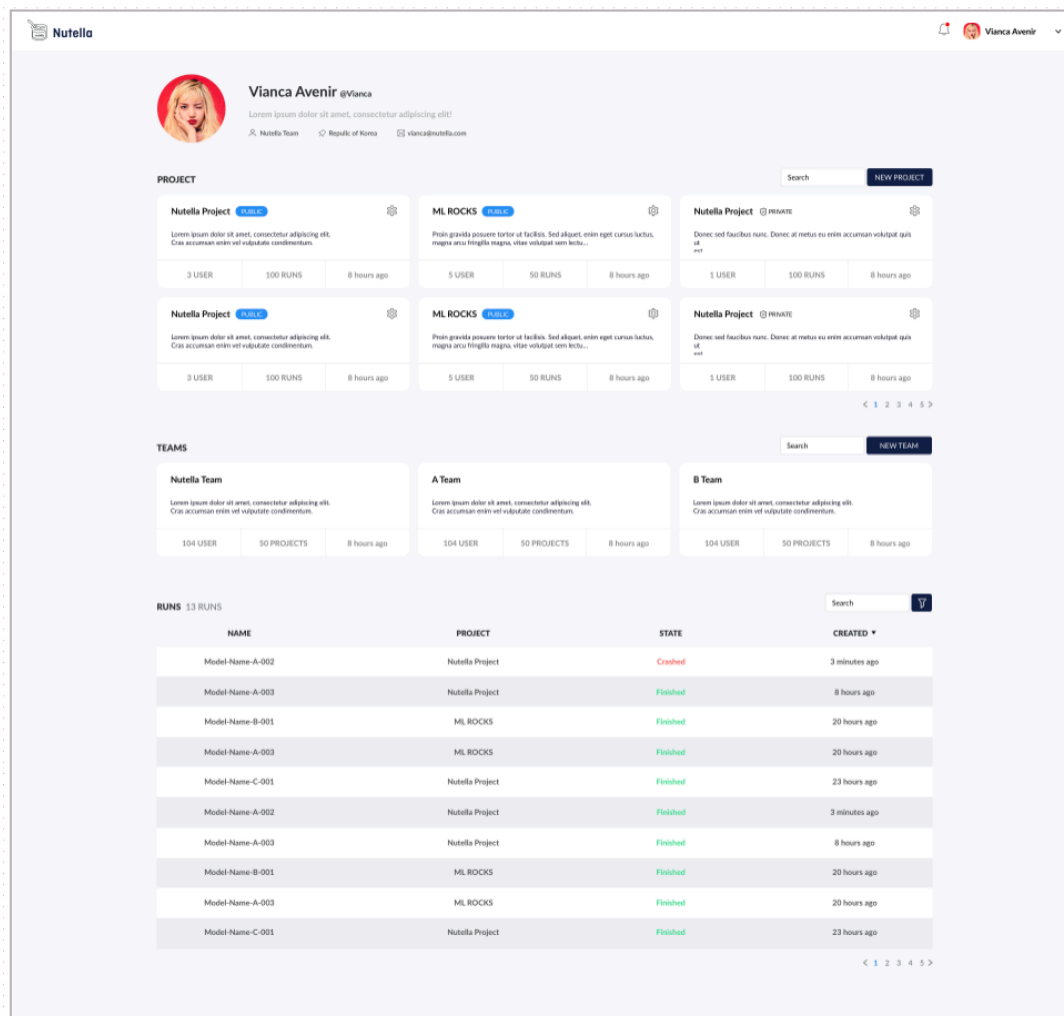 Nutella
Vianca Avenir
Vianca Avenir @Vianca
Lorem ipsum dolor sit amet, consectetur adipiscing elit!
Nutella Team Repulic of Korea vianca@nutella.com
PROJECT Search NEW PROJECT
Nutella Project PUBLIC
Lorem ipsum dolor sit amet, consectetur adipiscing elit.
Cras accumsan enim vel vulputate condimentum.
3 USER 100 RUNS 8 hours ago
ML ROCKS PUBLIC
Proin gravida posuere tortor ut facilisis. Sed aliquet, enim eget cursus luctus,
magna arcu fringilla magna, vitae volutpat sem lectu...
5 USER 50 RUNS 8 hours ago
Nutella Project PRIVATE
Donec sed faucibus nunc. Donec at metus eu enim accumsan volutpat quis
ut
1 USER 100 RUNS 8 hours ago
Nutella Project PUBLIC
Lorem ipsum dolor sit amet, consectetur adipiscing elit.
Cras accumsan enim vel vulputate condimentum.
3 USER 100 RUNS 8 hours ago
ML ROCKS PUBLIC
Proin gravida posuere tortor ut facilisis. Sed aliquet, enim eget cursus luctus,
magna arcu fringilla magna, vitae volutpat sem lectu...
5 USER 50 RUNS 8 hours ago
Nutella Project PRIVATE
Donec sed faucibus nunc. Donec at metus eu enim accumsan volutpat quis
ut
1 USER 100 RUNS 8 hours ago
< 1 2 3 4 5 >
TEAMS Search NEW TEAM
Nutella Team
Lorem ipsum dolor sit amet, consectetur adipiscing elit.
Cras accumsan enim vel vulputate condimentum.
104 USER 50 PROJECTS 8 hours ago
A Team
Lorem ipsum dolor sit amet, consectetur adipiscing elit.
Cras accumsan enim vel vulputate condimentum.
104 USER 50 PROJECTS 8 hours ago
B Team
Lorem ipsum dolor sit amet, consectetur adipiscing elit.
Cras accumsan enim vel vulputate condimentum.
104 USER 50 PROJECTS 8 hours ago
RUNS 13 RUNS Search
NAME PROJECT STATE CREATED ▼
Model-Name-A-002 Nutella Project Crashed 3 minutes ago
Model-Name-A-003 Nutella Project Finished 8 hours ago
Model-Name-B-001 ML ROCKS Finished 20 hours ago
Model-Name-A-003 ML ROCKS Finished 20 hours ago
Model-Name-C-001 Nutella Project Finished 23 hours ago
Model-Name-A-002 Nutella Project Finished 3 minutes ago
Model-Name-A-003 Nutella Project Finished 8 hours ago
Model-Name-B-001 ML ROCKS Finished 20 hours ago
Model-Name-A-003 ML ROCKS Finished 20 hours ago
Model-Name-C-001 Nutella Project Finished 23 hours ago
< 1 2 3 4 5 >